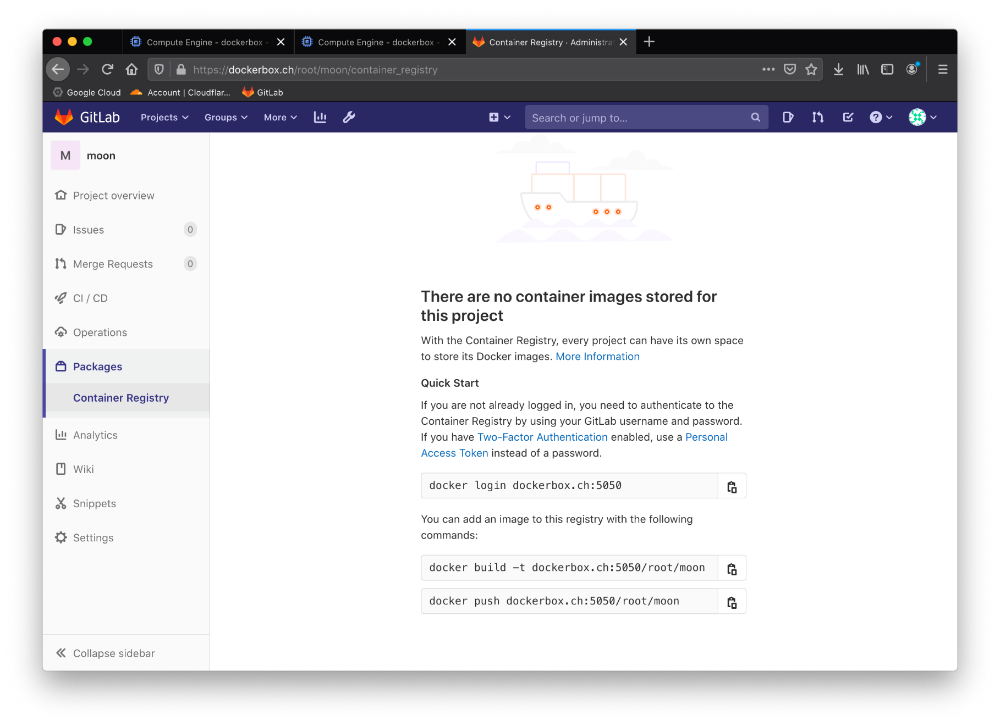 Compute Engine - dockerbox -
Compute Engine - dockerbox -
Container Registry · Administra
https://dockerbox.ch/root/moon/container_registry
Google Cloud
Account | Cloudflar...
GitLab
GitLab
Projects
Groups
More
Search or jump to...
M
moon
Project overview
Issues
0
Merge Requests
0
CI / CD
Operations
Packages
Container Registry
Analytics
Wiki
Snippets
Settings
Collapse sidebar
There are no container images stored for
this project
With the Container Registry, every project can have its own space
to store its Docker images. More Information
Quick Start
If you are not already logged in, you need to authenticate to the
Container Registry by using your GitLab username and password.
If you have Two-Factor Authentication enabled, use a Personal
Access Token instead of a password.
docker login dockerbox.ch:5050
You can add an image to this registry with the following
commands:
docker build -t dockerbox.ch:5050/root/moon
docker push dockerbox.ch:5050/root/moon